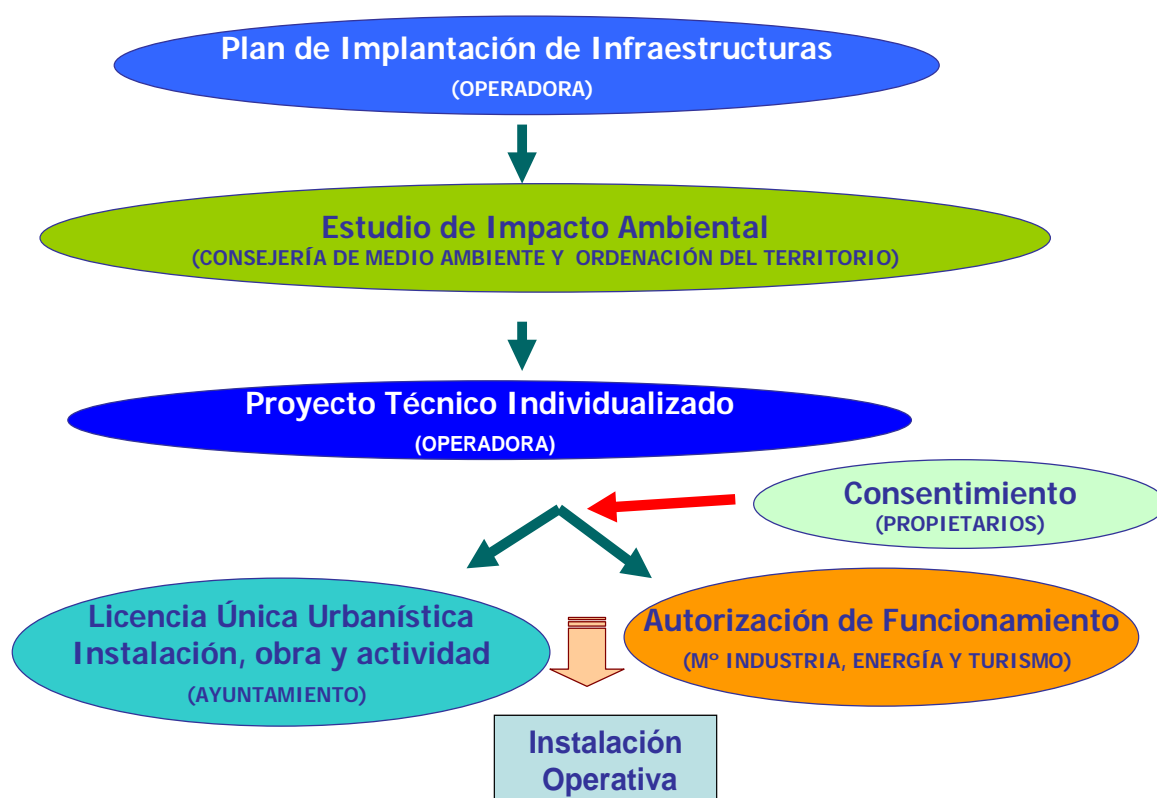 Plan de Implantación de Infraestructuras
(OPERADORA)
Estudio de Impacto Ambiental
(CONSEJERÍA DE MEDIO AMBIENTE Y ORDENACIÓN DEL TERRITORIO)
Proyecto Técnico Individualizado
(OPERADORA)
Consentimiento
(PROPIETARIOS)
Licencia Única Urbanística
Instalación, obra y actividad
(AYUNTAMIENTO)
Autorización de Funcionamiento
(Mº INDUSTRIA, ENERGÍA Y TURISMO)
Instalación
Operativa